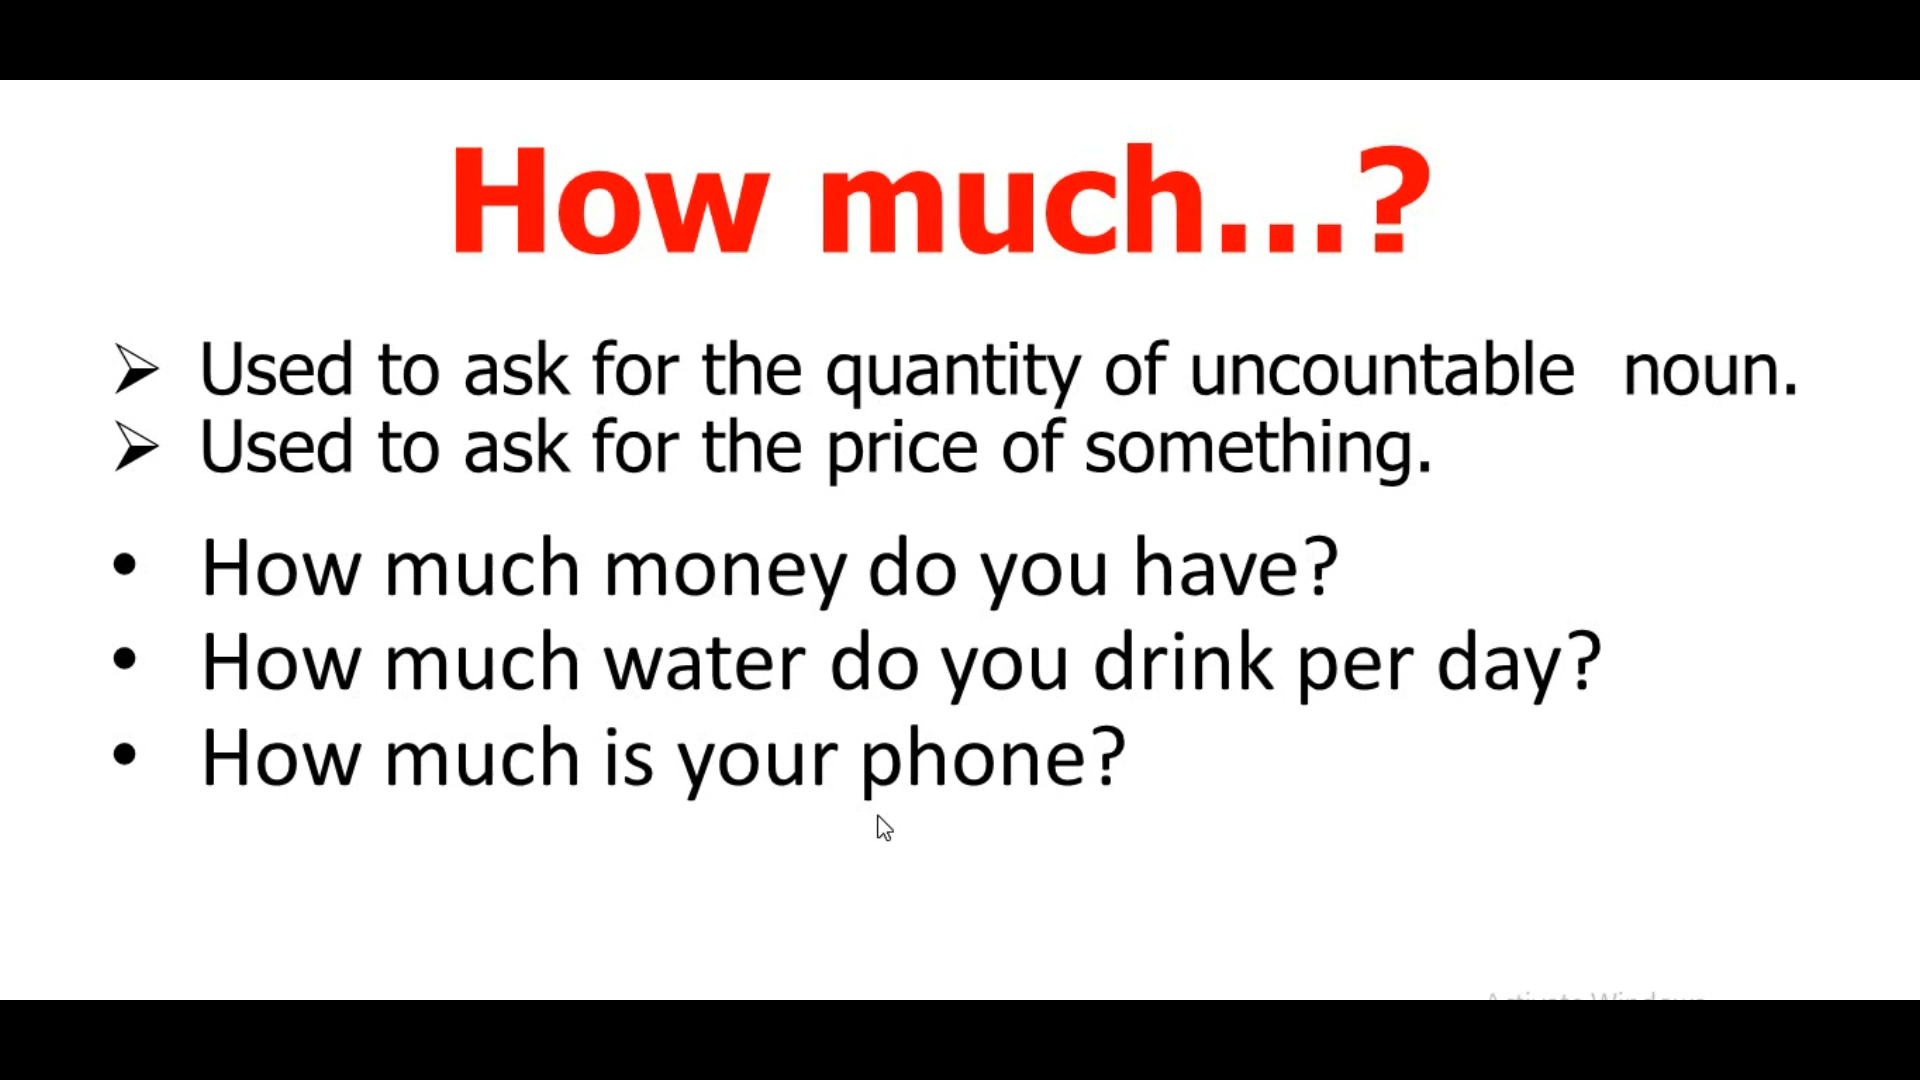 How much...?
➢ Used to ask for the quantity of uncountable noun.
➢ Used to ask for the price of something.
• How much money do you have?
• How much water do you drink per day?
• How much is your phone?